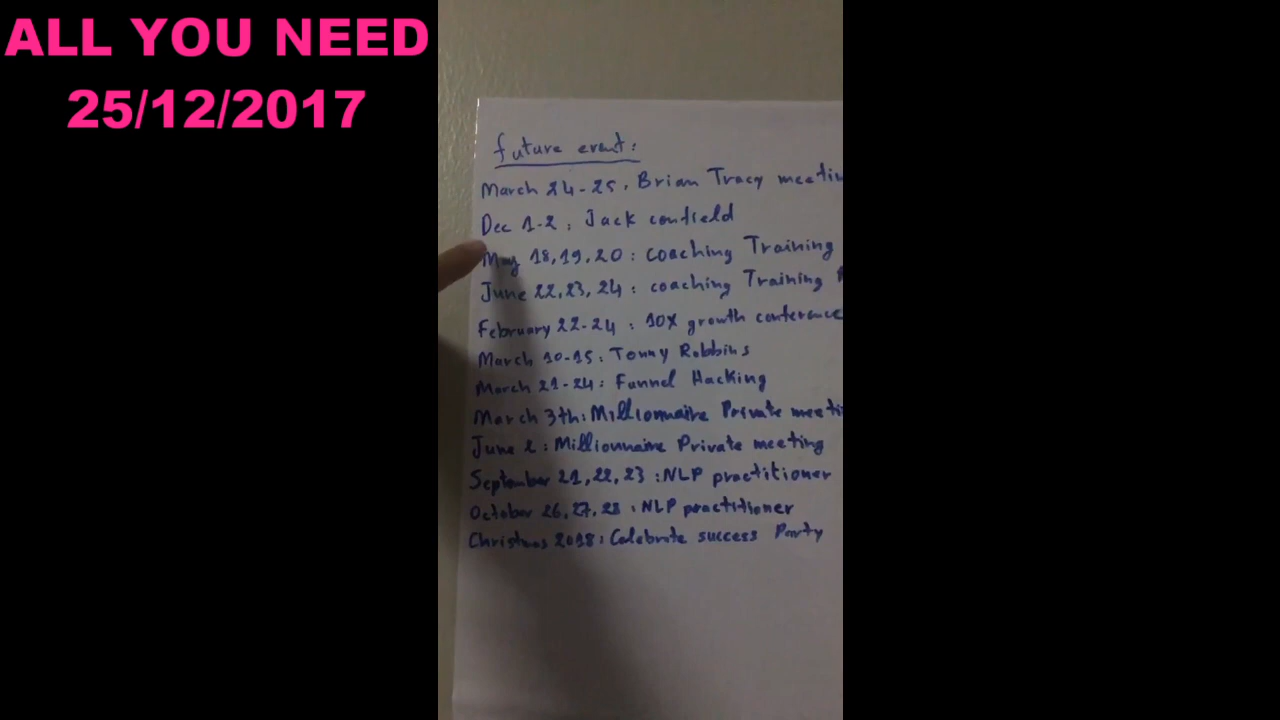 ALL YOU NEED
25/12/2017
future event:
March 24-25, Brian Tracy meetin
Dec 1-2: Jack canfield
May 18,19,20: coaching Training
June 22,23,24: coaching Training
February 22-24: 10X growth conference
March 10-15: Tonny Robbins
March 21-24: Funnel Hacking
March 3th: Millionnaire Private meeti
June 2: Millionnaire Private meeting
September 21,22,23: NLP practitioner
October 26,27,28: NLP practitioner
Christmas 2018: Celebrate success Party